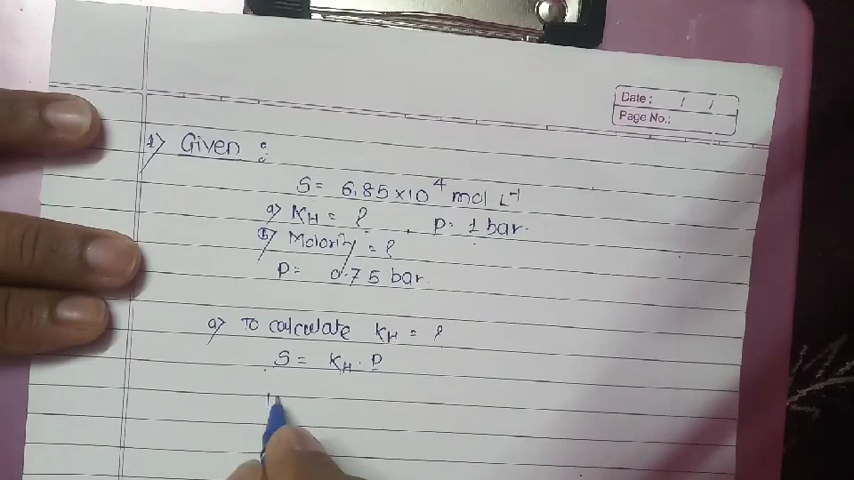 Date: / /
Page No.:
1> Given :
S = 6.85×10 4 mol L-1
a> KH = ? , P= 1 bar.
b> Molarity = ?
P= 0.75 bar.
a> To calculate KH = ?
S = KH . P